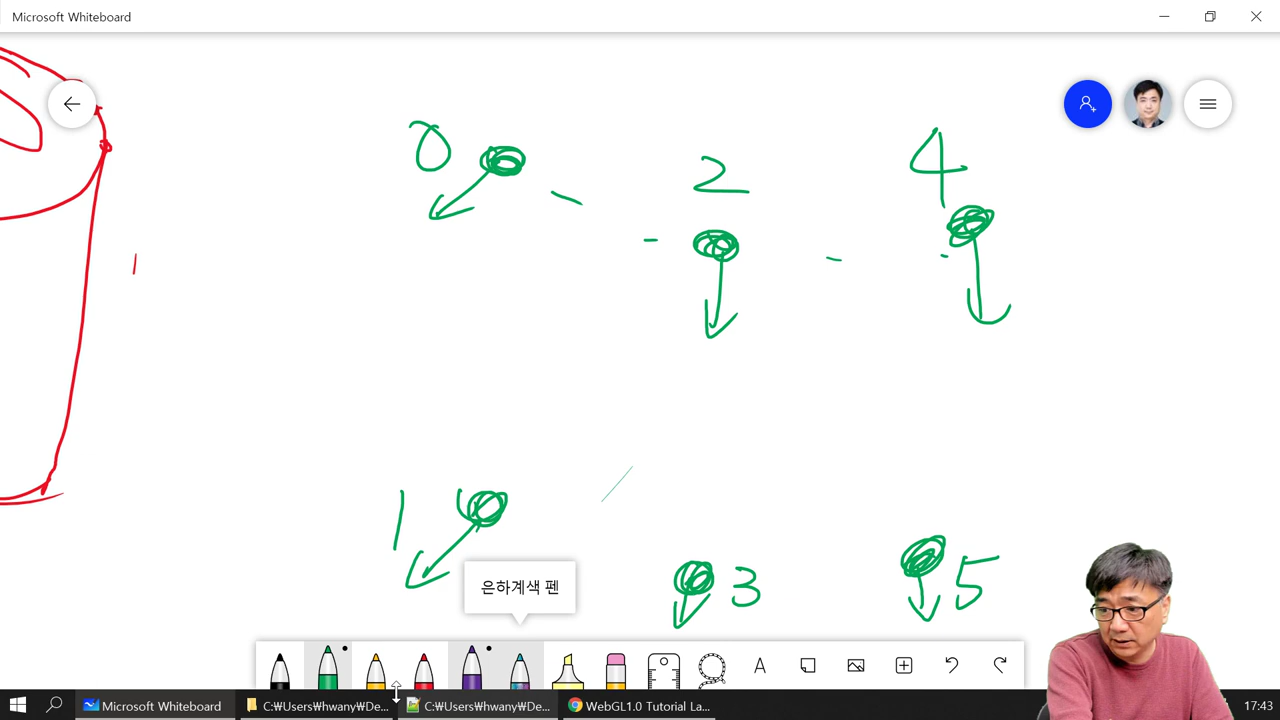 Microsoft Whiteboard
0
2
4
1
3
5
은하계색 펜
A
Microsoft Whiteboard
C:₩Users₩hwany₩De...
C:₩Users₩hwany₩De...
WebGL1.0 Tutorial La...
17:43